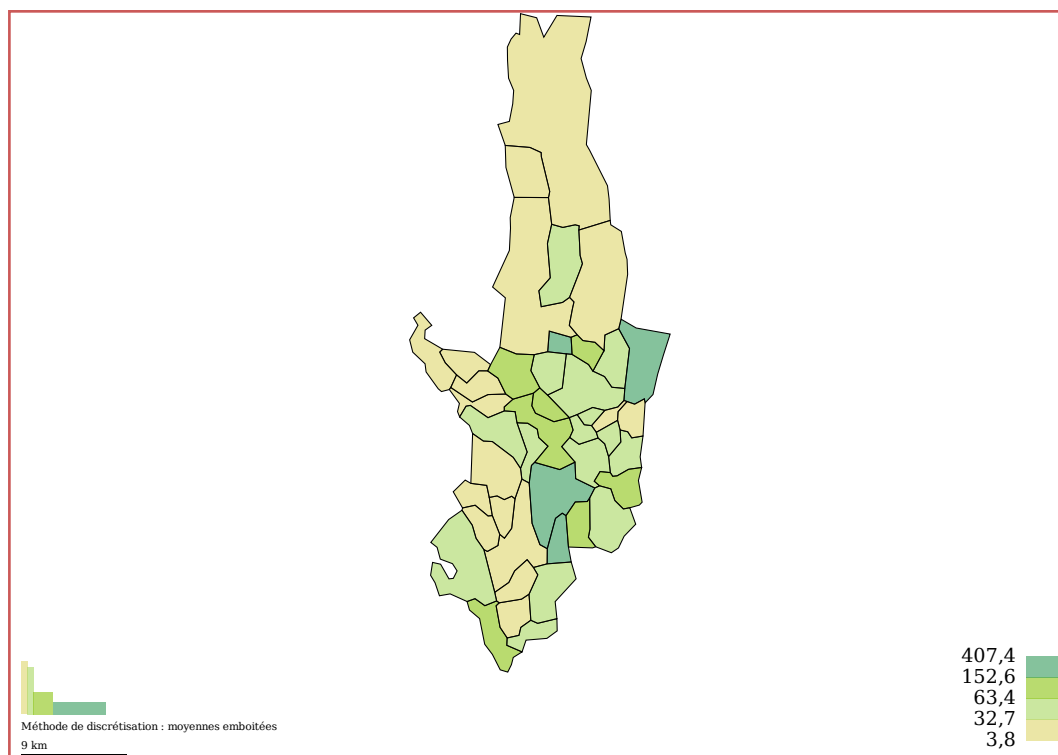 407,4
152,6
63,4
32,7
3,8
Méthode de discrétisation : moyennes emboitées
9 km